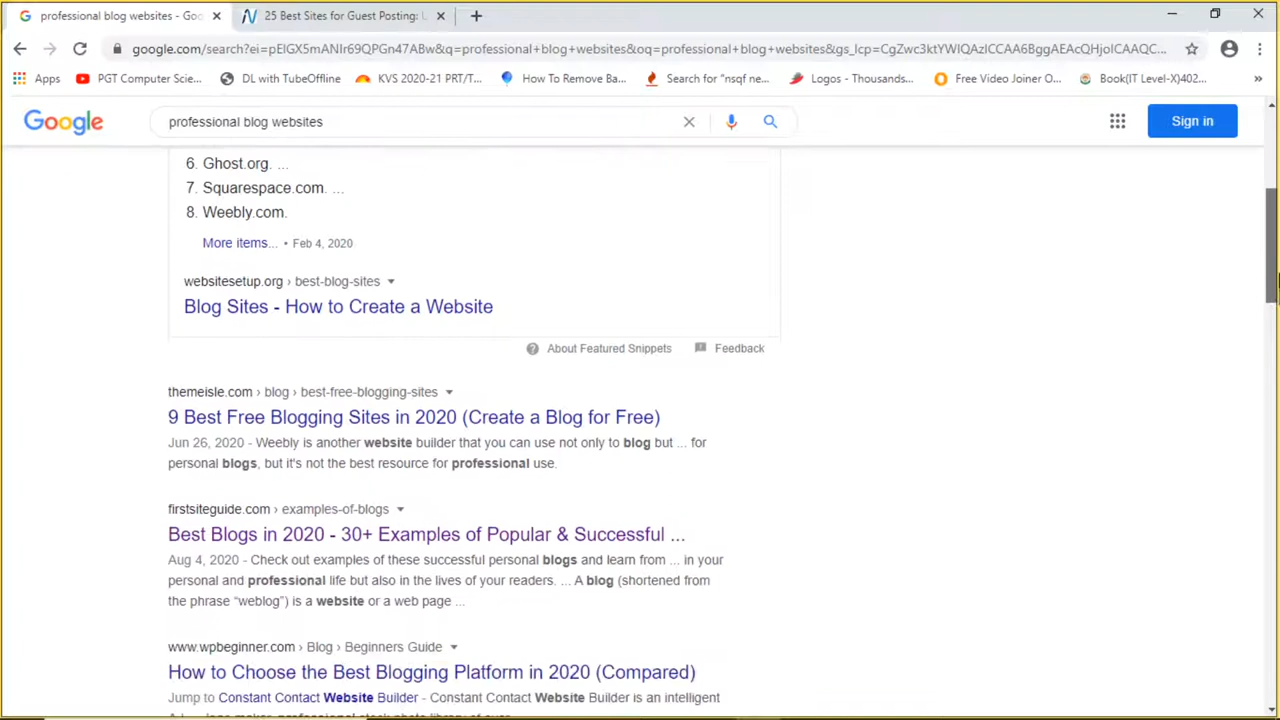 professional blog websites - Goo
25 Best Sites for Guest Posting: U
google.com/search?ei=pEIGX5mANIr69QPGn47ABw&q=professional+blog+websites&oq=professional+blog+websites&gs_lcp=CgZwc3ktYWIQAzICCAA6BggAEAcQHjoICAAQC...
Apps
PGT Computer Scie...
DL with TubeOffline
KVS 2020-21 PRT/T...
How To Remove Ba...
Search for "nsqf ne...
Logos - Thousands...
Free Video Joiner O...
Book(IT Level-X)402...
»
Google
professional blog websites
Sign in
6. Ghost.org. ...
7. Squarespace.com. ...
8. Weebly.com.
More items... • Feb 4, 2020
websitesetup.org › best-blog-sites
Blog Sites - How to Create a Website
About Featured Snippets
Feedback
themeisle.com › blog › best-free-blogging-sites
9 Best Free Blogging Sites in 2020 (Create a Blog for Free)
Jun 26, 2020 - Weebly is another website builder that you can use not only to blog but ... for
personal blogs, but it's not the best resource for professional use.
firstsiteguide.com › examples-of-blogs
Best Blogs in 2020 - 30+ Examples of Popular & Successful ...
Aug 4, 2020 - Check out examples of these successful personal blogs and learn from ... in your
personal and professional life but also in the lives of your readers. ... A blog (shortened from
the phrase “weblog”) is a website or a web page ...
www.wpbeginner.com › Blog › Beginners Guide
How to Choose the Best Blogging Platform in 2020 (Compared)
Jump to Constant Contact Website Builder - Constant Contact Website Builder is an intelligent